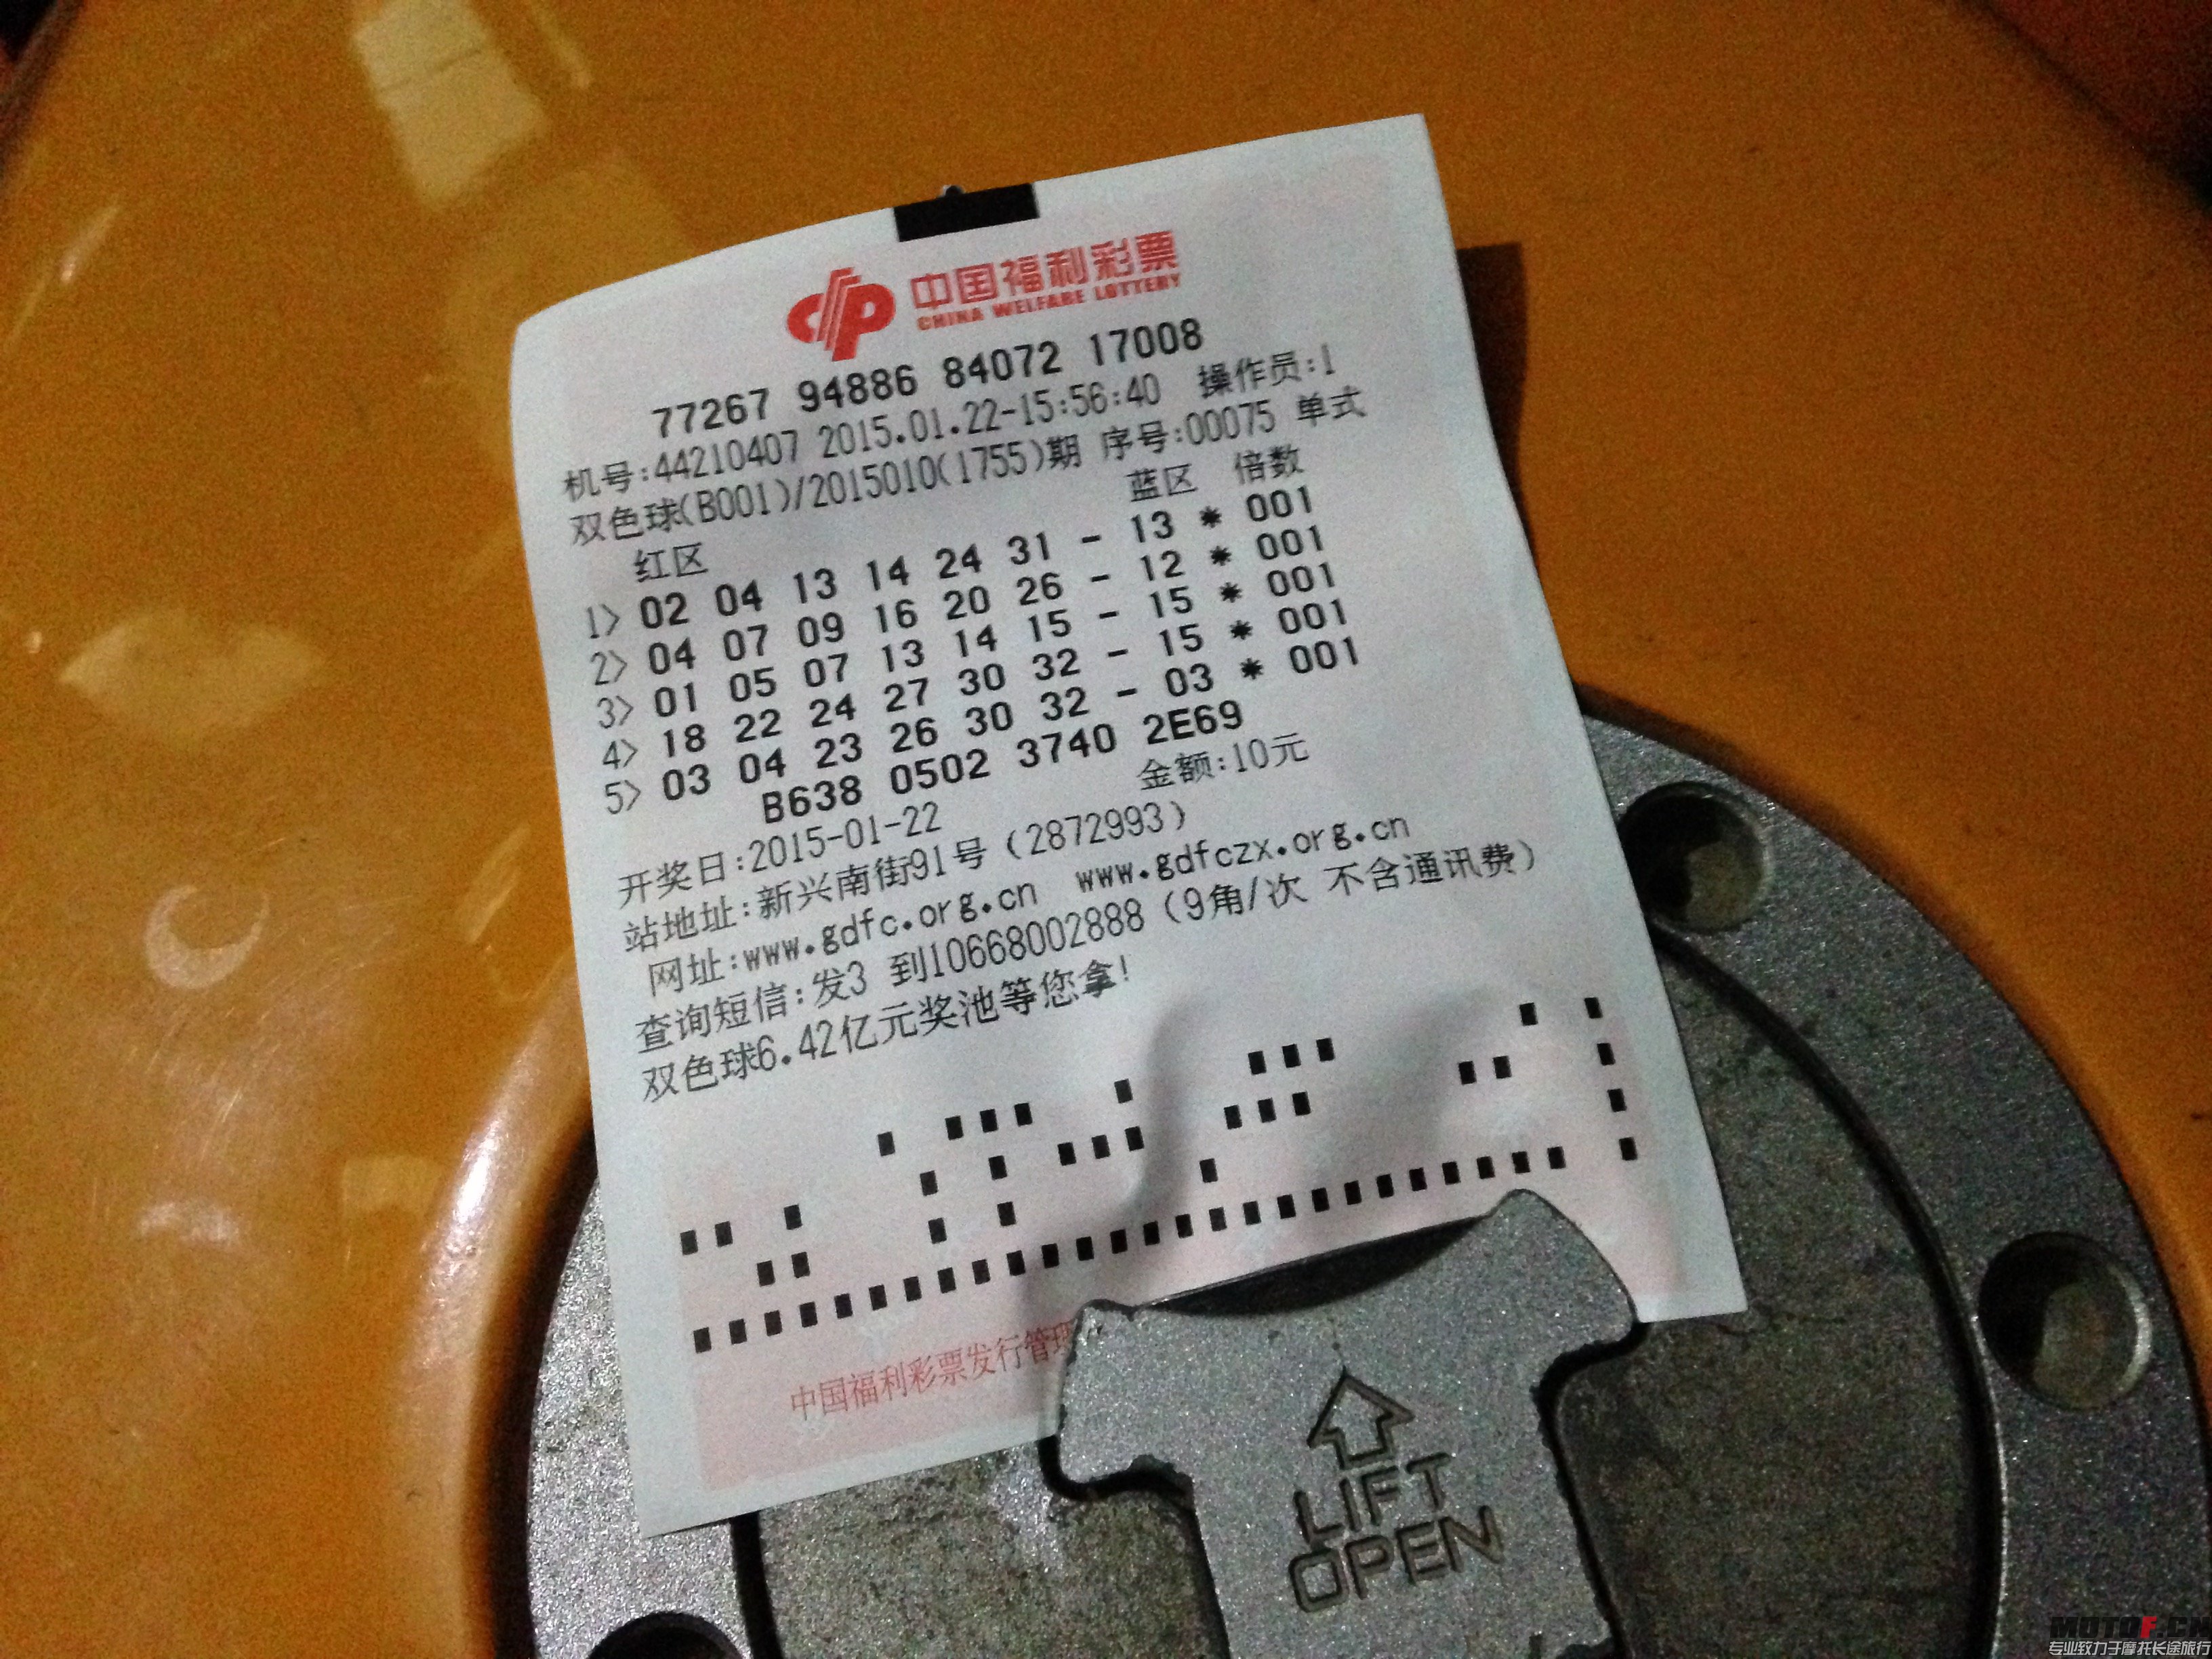 中国福利彩票
CHINA WELFARE LOTTERY
77267 94886 84072 17008
机号:44210407 2015.01.22-15:56:40 操作员:1
双色球(B001)/2015010(1755)期 序号:00075 单式
红区 蓝区 倍数
1> 02 04 13 14 24 31 - 13 * 001
2> 04 07 09 16 20 26 - 12 * 001
3> 01 05 07 13 14 15 - 15 * 001
4> 18 22 24 27 30 32 - 15 * 001
5> 03 04 23 26 30 32 - 03 * 001
B638 0502 3740 2E69
开奖日:2015-01-22 金额:10元
站地址:新兴南街91号（2872993）
网址:www.gdfc.org.cn www.gdfczx.org.cn
查询短信:发3 到10668002888（9角/次 不含通讯费）
双色球6.42亿元奖池等您拿!
中国福利彩票发行管理
LIFT
OPEN
MOTOF.CN
专业致力于摩托长途旅行